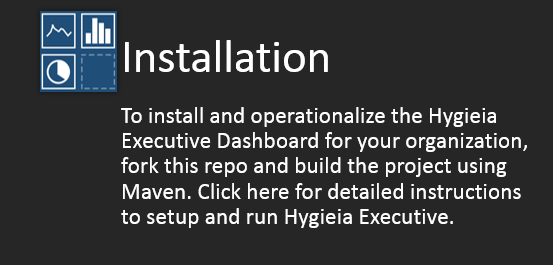 Installation
To install and operationalize the Hygieia
Executive Dashboard for your organization,
fork this repo and build the project using
Maven. Click here for detailed instructions
to setup and run Hygieia Executive.